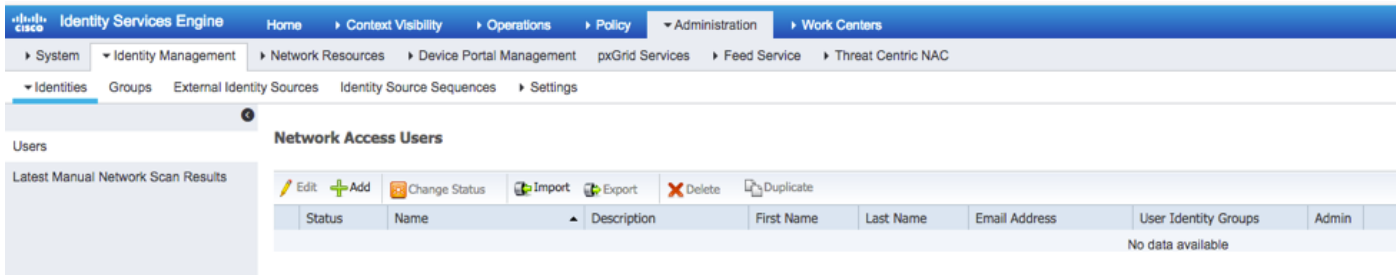 cisco Identity Services Engine Home Context Visibility Operations Policy Administration Work Centers
System Identity Management Network Resources Device Portal Management pxGrid Services Feed Service Threat Centric NAC
Identities Groups External Identity Sources Identity Source Sequences Settings
Users
Latest Manual Network Scan Results
Network Access Users
Edit Add Change Status Import Export Delete Duplicate
Status Name Description First Name Last Name Email Address User Identity Groups Admin
No data available